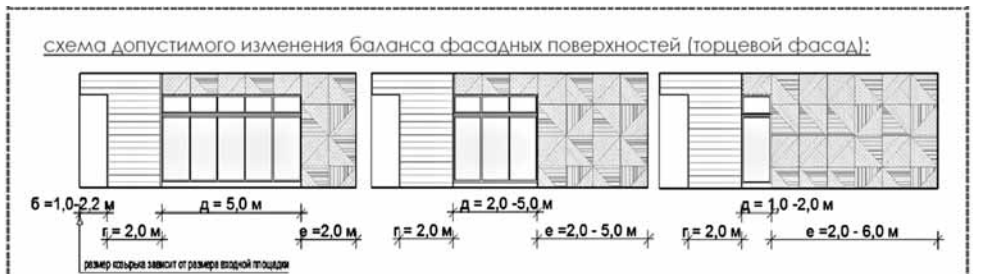 схема допустимого изменения баланса фасадных поверхностей (торцевой фасад):
б =1,0-2,2 м д = 5,0 м д = 2,0 -5,0 м д = 1,0 -2,0 м
г = 2,0 м е =2,0 м г = 2,0 м е =2,0 - 5,0 м г = 2,0 м е =2,0 - 6,0 м
размер козырька зависит от размера входной площадки